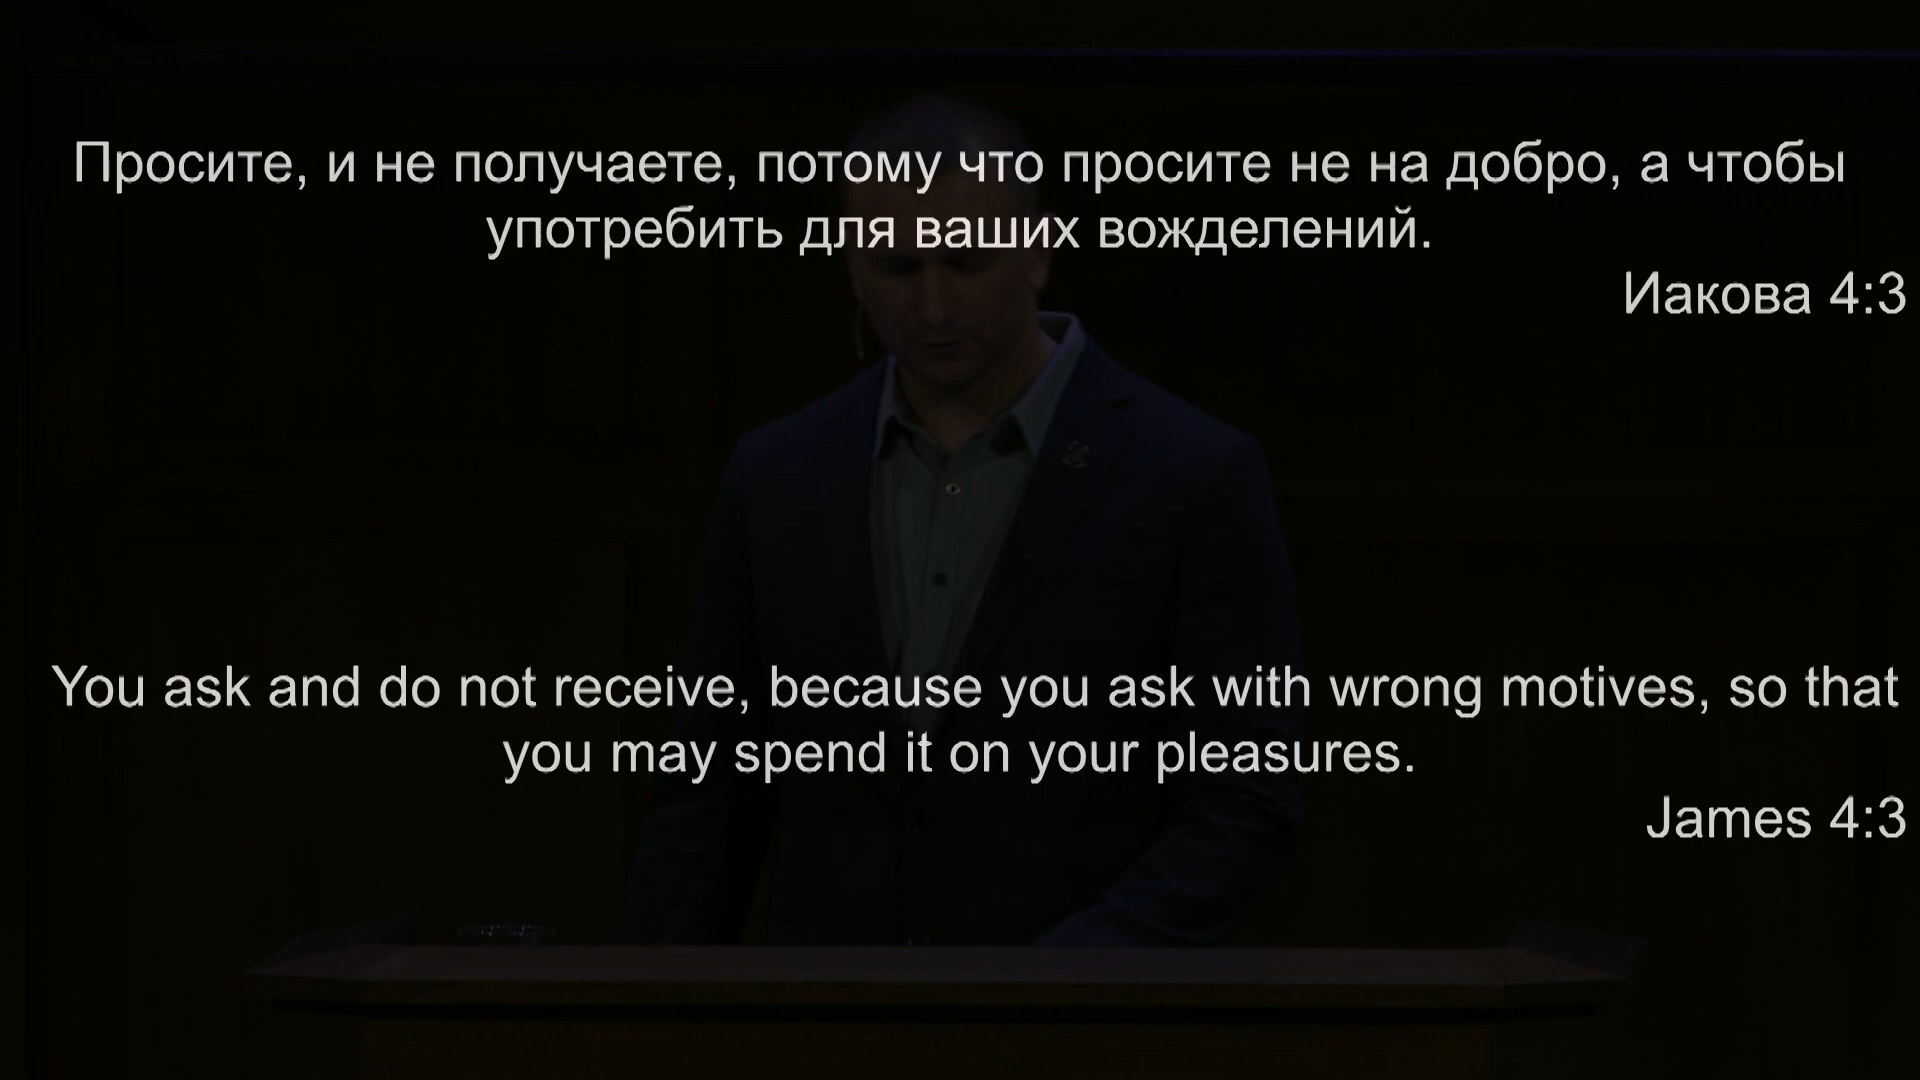 Просите, и не получаете, потому что просите не на добро, а чтобы
употребить для ваших вожделений.
Иакова 4:3
You ask and do not receive, because you ask with wrong motives, so that
you may spend it on your pleasures.
James 4:3